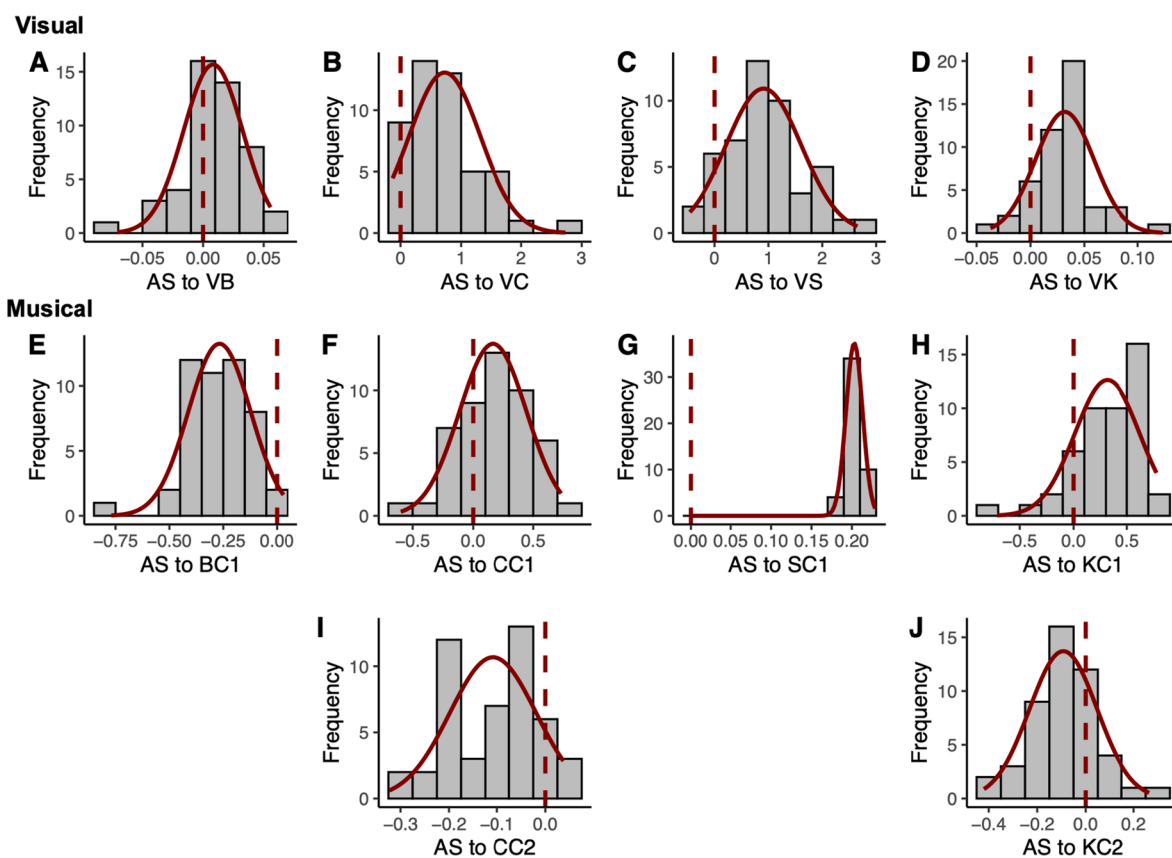 Visual
A
Frequency
15
10
5
0
−0.05 0.00 0.05
AS to VB
B
Frequency
10
5
0
0 1 2 3
AS to VC
C
Frequency
10
5
0
0 1 2 3
AS to VS
D
Frequency
20
15
10
5
0
−0.05 0.00 0.05 0.10
AS to VK
Musical
E
Frequency
10
5
0
−0.75 −0.50 −0.25 0.00
AS to BC1
F
Frequency
10
5
0
−0.5 0.0 0.5
AS to CC1
G
Frequency
30
20
10
0
0.00 0.05 0.10 0.15 0.20
AS to SC1
H
Frequency
15
10
5
0
−0.5 0.0 0.5
AS to KC1
I
Frequency
10
5
0
−0.3 −0.2 −0.1 0.0
AS to CC2
J
Frequency
15
10
5
0
−0.4 −0.2 0.0 0.2
AS to KC2